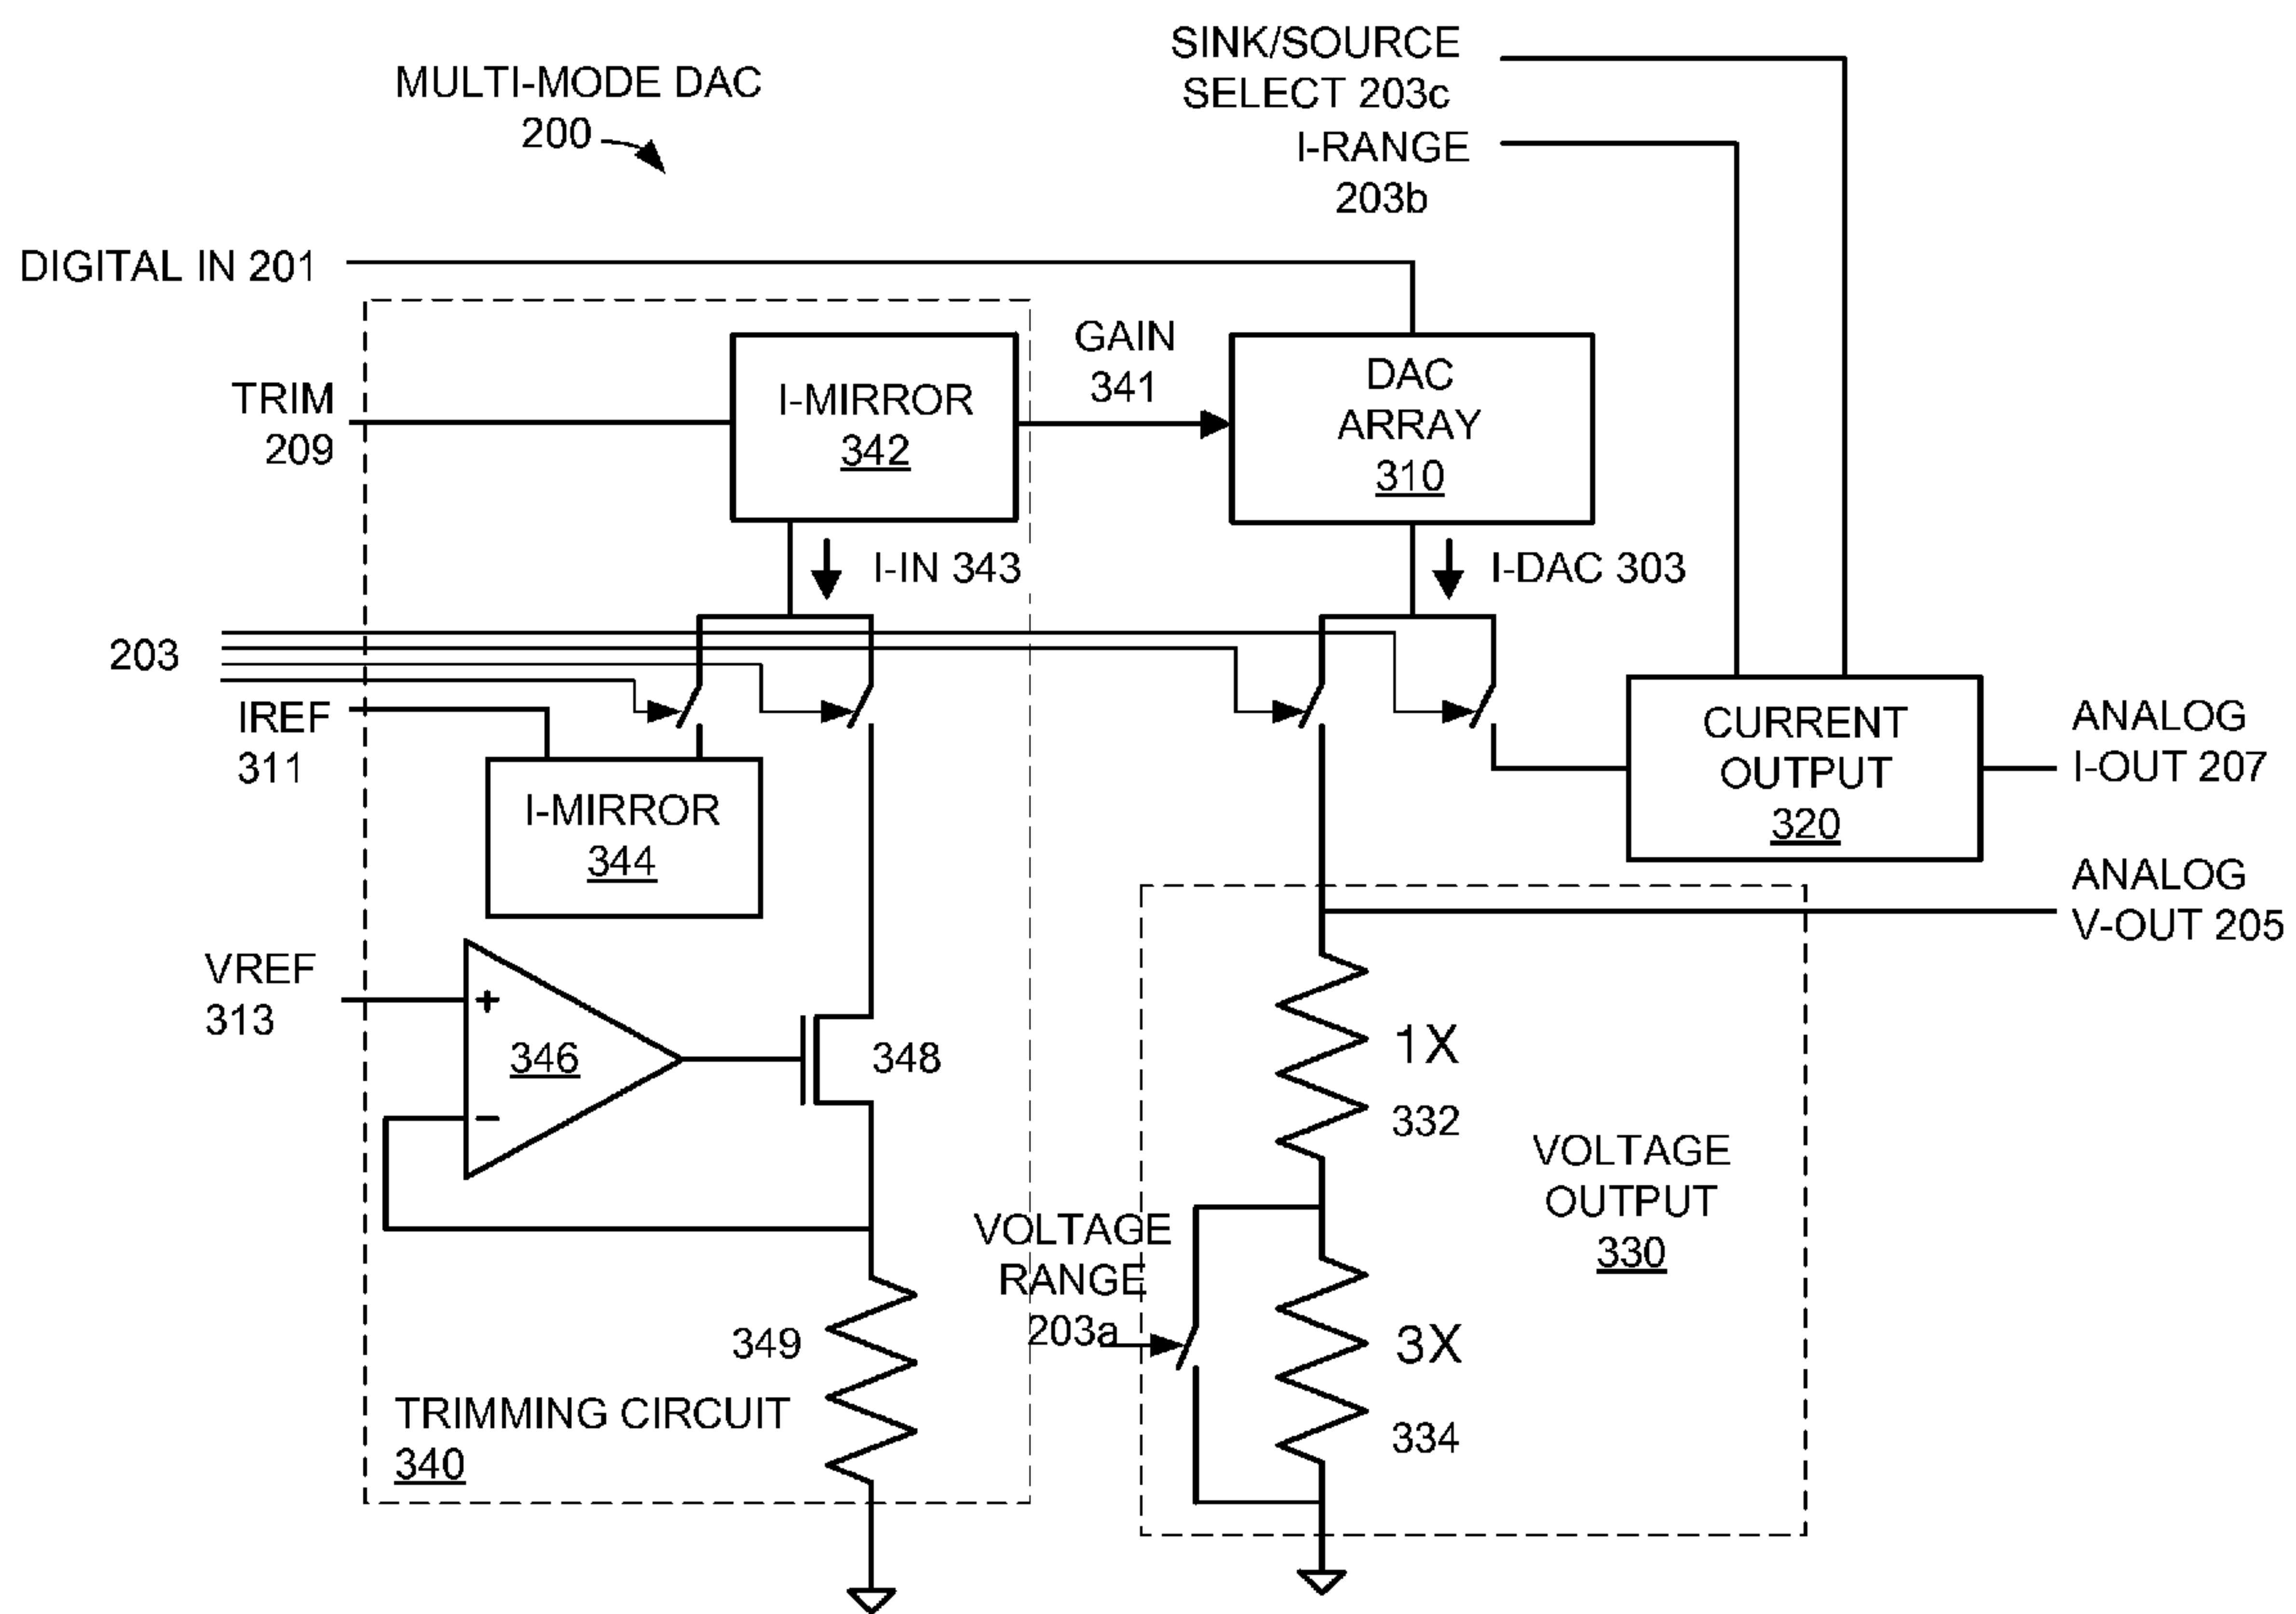 SINK/SOURCE
SELECT 203c
MULTI-MODE DAC
200
I-RANGE
203b
DIGITAL IN 201
GAIN
341
DAC
ARRAY
310
TRIM
209
I-MIRROR
342
I-IN 343
I-DAC 303
203
IREF
311
I-MIRROR
344
CURRENT
OUTPUT
320
ANALOG
I-OUT 207
ANALOG
V-OUT 205
VREF
313
+
346
−
348
1X
332
VOLTAGE
OUTPUT
330
VOLTAGE
RANGE
203a
349
3X
334
TRIMMING CIRCUIT
340